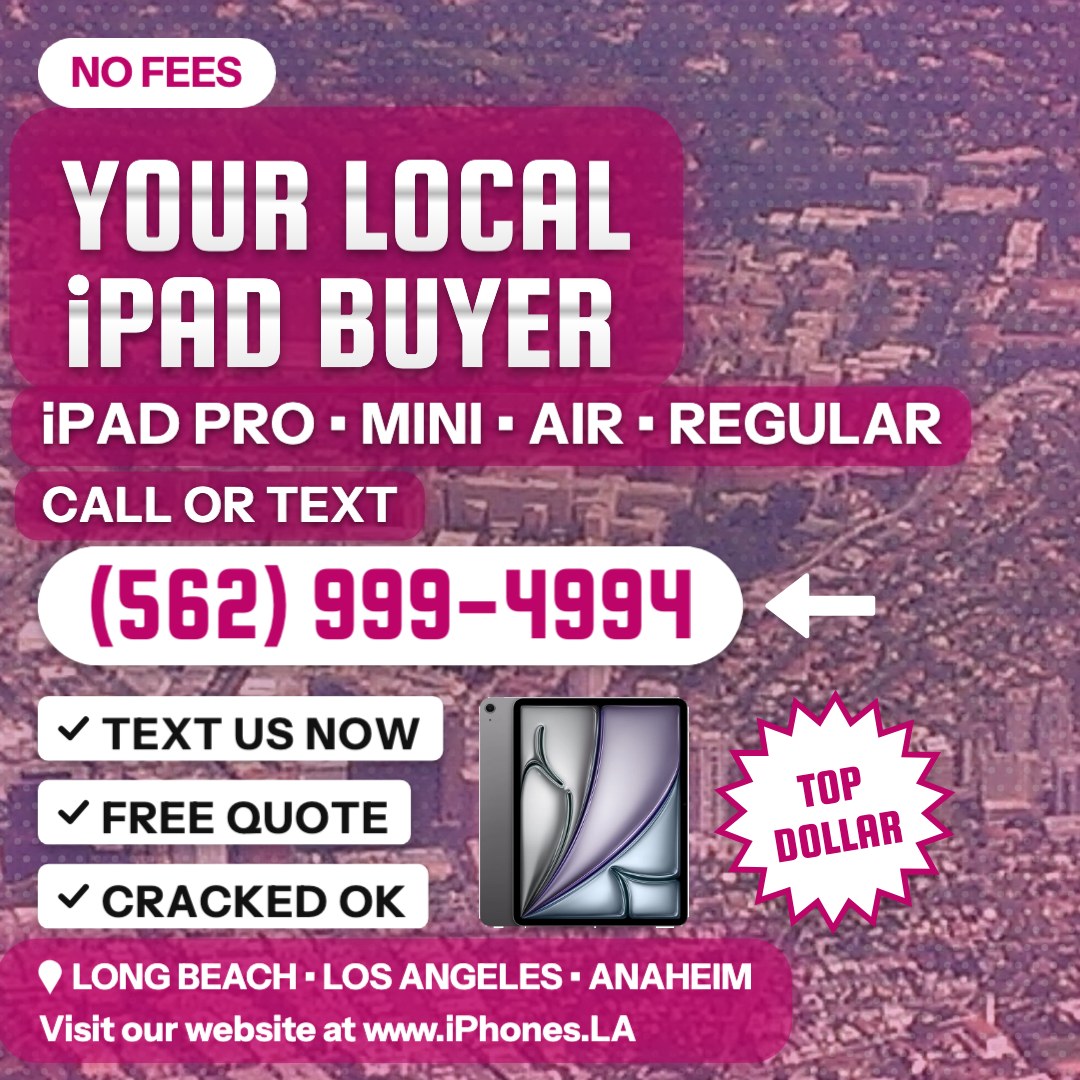 NO FEES
YOUR LOCAL
iPAD BUYER
iPAD PRO ▪ MINI ▪ AIR ▪ REGULAR
CALL OR TEXT
(562) 999-4994
✓ TEXT US NOW
✓ FREE QUOTE
✓ CRACKED OK
TOP
DOLLAR
LONG BEACH ▪ LOS ANGELES ▪ ANAHEIM
Visit our website at www.iPhones.LA